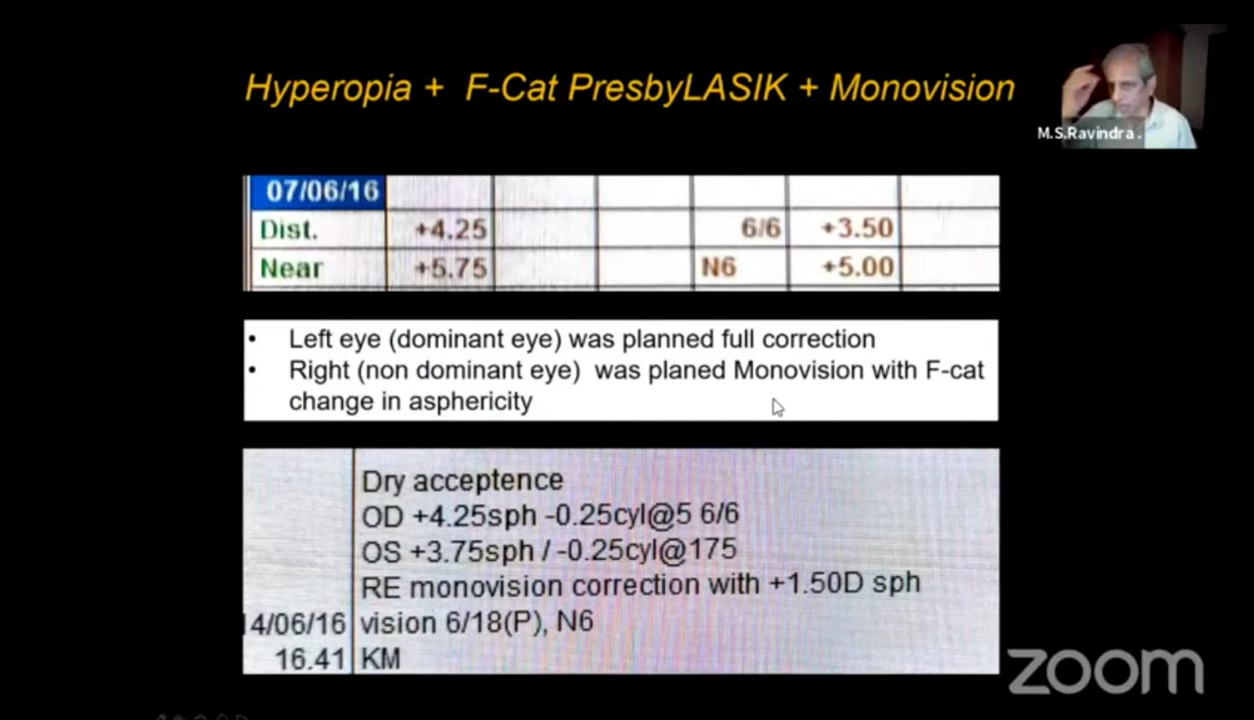 Hyperopia + F-Cat PresbyLASIK + Monovision
M.S.Ravindra .
07/06/16
Dist. +4.25 6/6 +3.50
Near +5.75 N6 +5.00
• Left eye (dominant eye) was planned full correction
• Right (non dominant eye) was planed Monovision with F-cat
change in asphericity
Dry acceptence
OD +4.25sph -0.25cyl@5 6/6
OS +3.75sph / -0.25cyl@175
RE monovision correction with +1.50D sph
4/06/16 vision 6/18(P), N6
16.41 KM
zoom